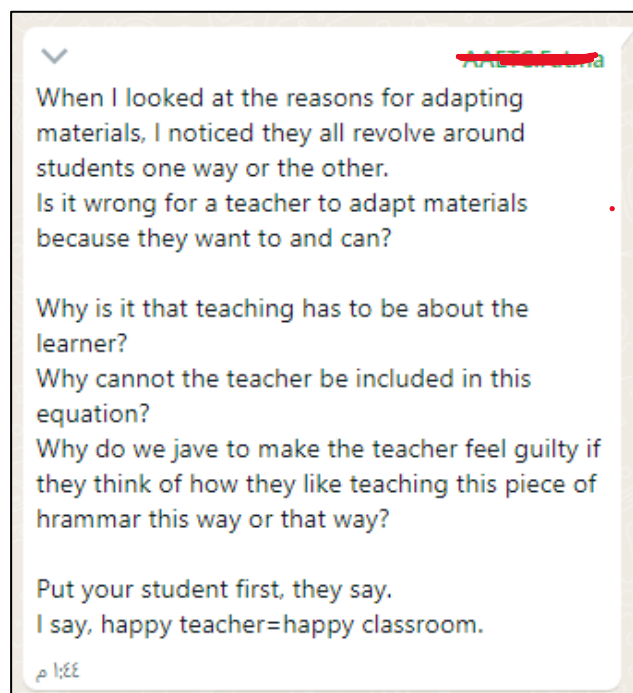 When I looked at the reasons for adapting
materials, I noticed they all revolve around
students one way or the other.
Is it wrong for a teacher to adapt materials
because they want to and can?
Why is it that teaching has to be about the
learner?
Why cannot the teacher be included in this
equation?
Why do we jave to make the teacher feel guilty if
they think of how they like teaching this piece of
hrammar this way or that way?
Put your student first, they say.
I say, happy teacher=happy classroom.
١:٤٤ م